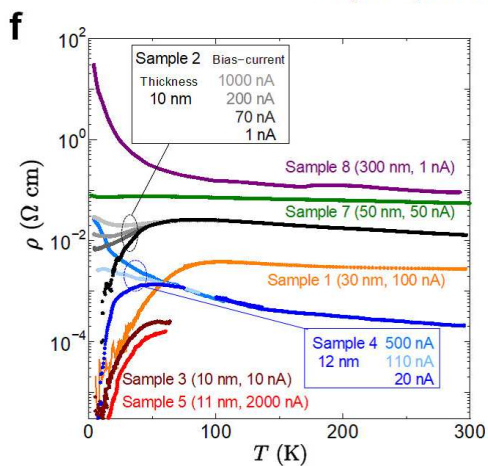 f
ρ (Ω cm)
10²
10⁰
10⁻²
10⁻⁴
Sample 2 Bias-current
Thickness 1000 nA
10 nm 200 nA
70 nA
1 nA
Sample 8 (300 nm, 1 nA)
Sample 7 (50 nm, 50 nA)
Sample 1 (30 nm, 100 nA)
Sample 4 500 nA
12 nm 110 nA
20 nA
Sample 3 (10 nm, 10 nA)
Sample 5 (11 nm, 2000 nA)
0 100 200 300
T (K)